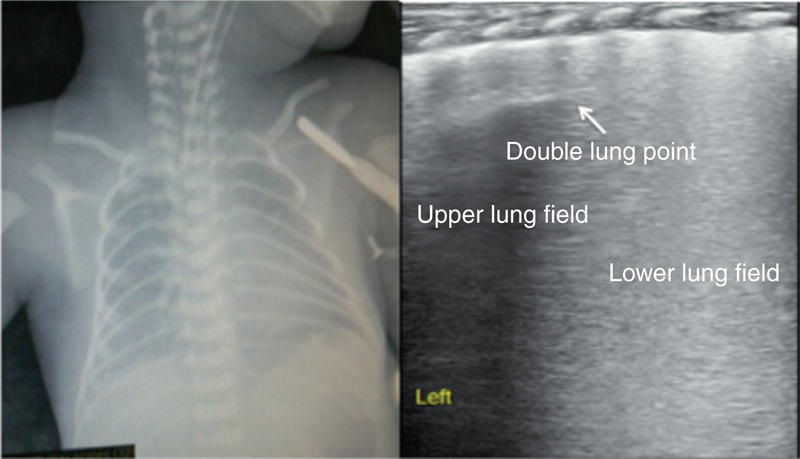 Double lung point
Upper lung field
Lower lung field
Left